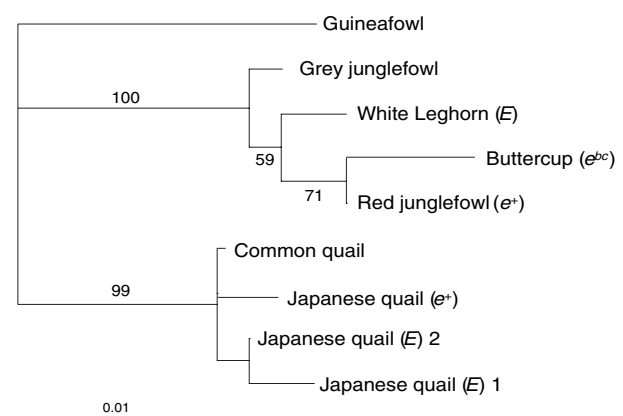 Guineafowl
Grey junglefowl
100
White Leghorn (E)
59
Buttercup (eᵇᶜ)
71
Red junglefowl (e⁺)
Common quail
99
Japanese quail (e⁺)
Japanese quail (E) 2
Japanese quail (E) 1
0.01